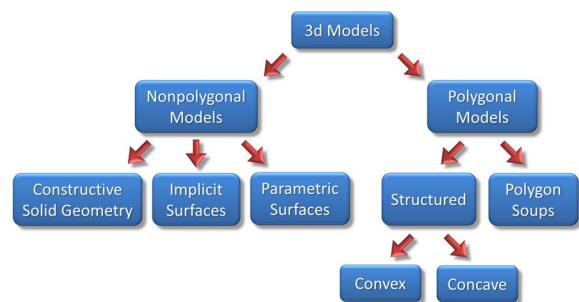 3d Models
Nonpolygonal
Models
Polygonal
Models
Constructive
Solid Geometry
Implicit
Surfaces
Parametric
Surfaces
Structured
Polygon
Soups
Convex
Concave